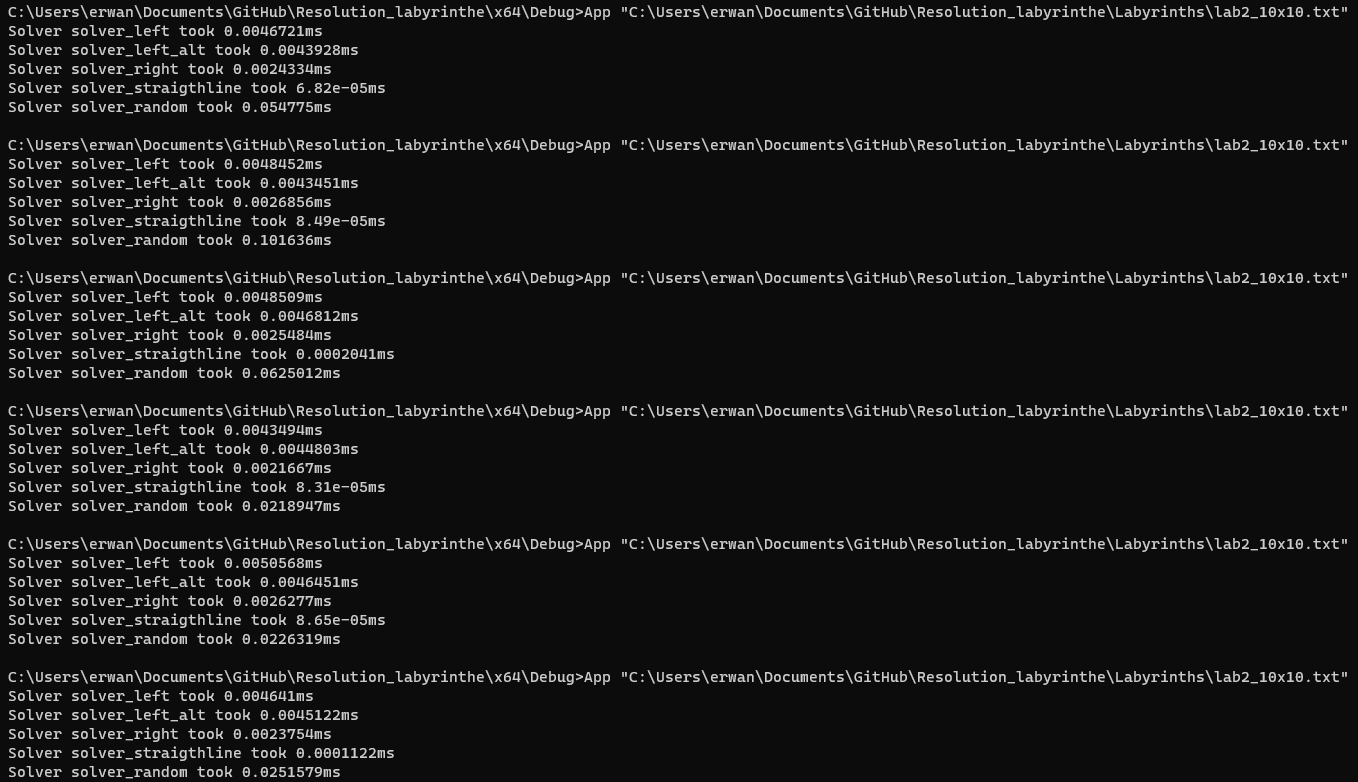 C:\Users\erwan\Documents\GitHub\Resolution_labyrinthe\x64\Debug>App "C:\Users\erwan\Documents\GitHub\Resolution_labyrinthe\Labyrinths\lab2_10x10.txt"
Solver solver_left took 0.0046721ms
Solver solver_left_alt took 0.0043928ms
Solver solver_right took 0.0024334ms
Solver solver_straigthline took 6.82e-05ms
Solver solver_random took 0.054775ms

C:\Users\erwan\Documents\GitHub\Resolution_labyrinthe\x64\Debug>App "C:\Users\erwan\Documents\GitHub\Resolution_labyrinthe\Labyrinths\lab2_10x10.txt"
Solver solver_left took 0.0048452ms
Solver solver_left_alt took 0.0043451ms
Solver solver_right took 0.0026856ms
Solver solver_straigthline took 8.49e-05ms
Solver solver_random took 0.101636ms

C:\Users\erwan\Documents\GitHub\Resolution_labyrinthe\x64\Debug>App "C:\Users\erwan\Documents\GitHub\Resolution_labyrinthe\Labyrinths\lab2_10x10.txt"
Solver solver_left took 0.0048509ms
Solver solver_left_alt took 0.0046812ms
Solver solver_right took 0.0025484ms
Solver solver_straigthline took 0.0002041ms
Solver solver_random took 0.0625012ms

C:\Users\erwan\Documents\GitHub\Resolution_labyrinthe\x64\Debug>App "C:\Users\erwan\Documents\GitHub\Resolution_labyrinthe\Labyrinths\lab2_10x10.txt"
Solver solver_left took 0.0043494ms
Solver solver_left_alt took 0.0044803ms
Solver solver_right took 0.0021667ms
Solver solver_straigthline took 8.31e-05ms
Solver solver_random took 0.0218947ms

C:\Users\erwan\Documents\GitHub\Resolution_labyrinthe\x64\Debug>App "C:\Users\erwan\Documents\GitHub\Resolution_labyrinthe\Labyrinths\lab2_10x10.txt"
Solver solver_left took 0.0050568ms
Solver solver_left_alt took 0.0046451ms
Solver solver_right took 0.0026277ms
Solver solver_straigthline took 8.65e-05ms
Solver solver_random took 0.0226319ms

C:\Users\erwan\Documents\GitHub\Resolution_labyrinthe\x64\Debug>App "C:\Users\erwan\Documents\GitHub\Resolution_labyrinthe\Labyrinths\lab2_10x10.txt"
Solver solver_left took 0.004641ms
Solver solver_left_alt took 0.0045122ms
Solver solver_right took 0.0023754ms
Solver solver_straigthline took 0.0001122ms
Solver solver_random took 0.0251579ms